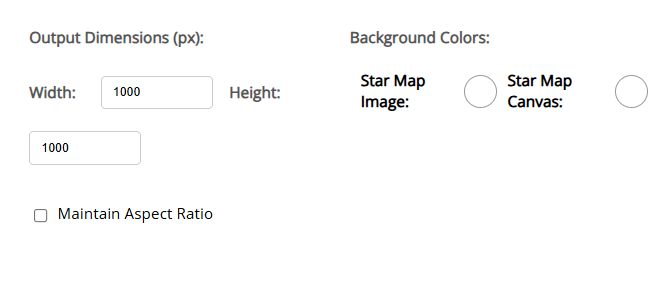 Output Dimensions (px):
Width: 1000 Height:
1000
Maintain Aspect Ratio
Background Colors:
Star Map Image:
Star Map Canvas: